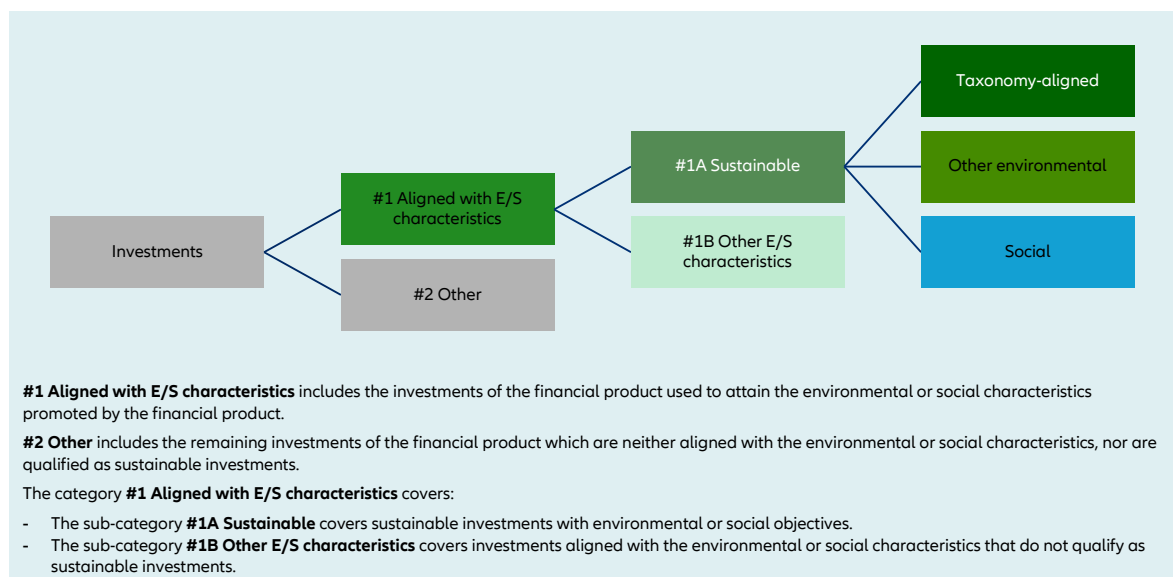 Taxonomy-aligned
#1A Sustainable
Other environmental
#1 Aligned with E/S
characteristics
Investments
#1B Other E/S
characteristics
Social
#2 Other
#1 Aligned with E/S characteristics includes the investments of the financial product used to attain the environmental or social characteristics
promoted by the financial product.
#2 Other includes the remaining investments of the financial product which are neither aligned with the environmental or social characteristics, nor are
qualified as sustainable investments.
The category #1 Aligned with E/S characteristics covers:
- The sub-category #1A Sustainable covers sustainable investments with environmental or social objectives.
- The sub-category #1B Other E/S characteristics covers investments aligned with the environmental or social characteristics that do not qualify as
sustainable investments.